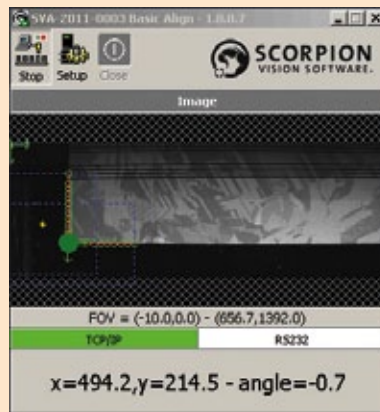 SVA-2011-0003 Basic Align - 1.0.0.7
Stop Setup Close
SCORPION
VISION SOFTWARE.
Image
FOV = (-10.0,0.0) - (656.7,1392.0)
TCP/IP RS232
x=494.2,y=214.5 - angle=-0.7